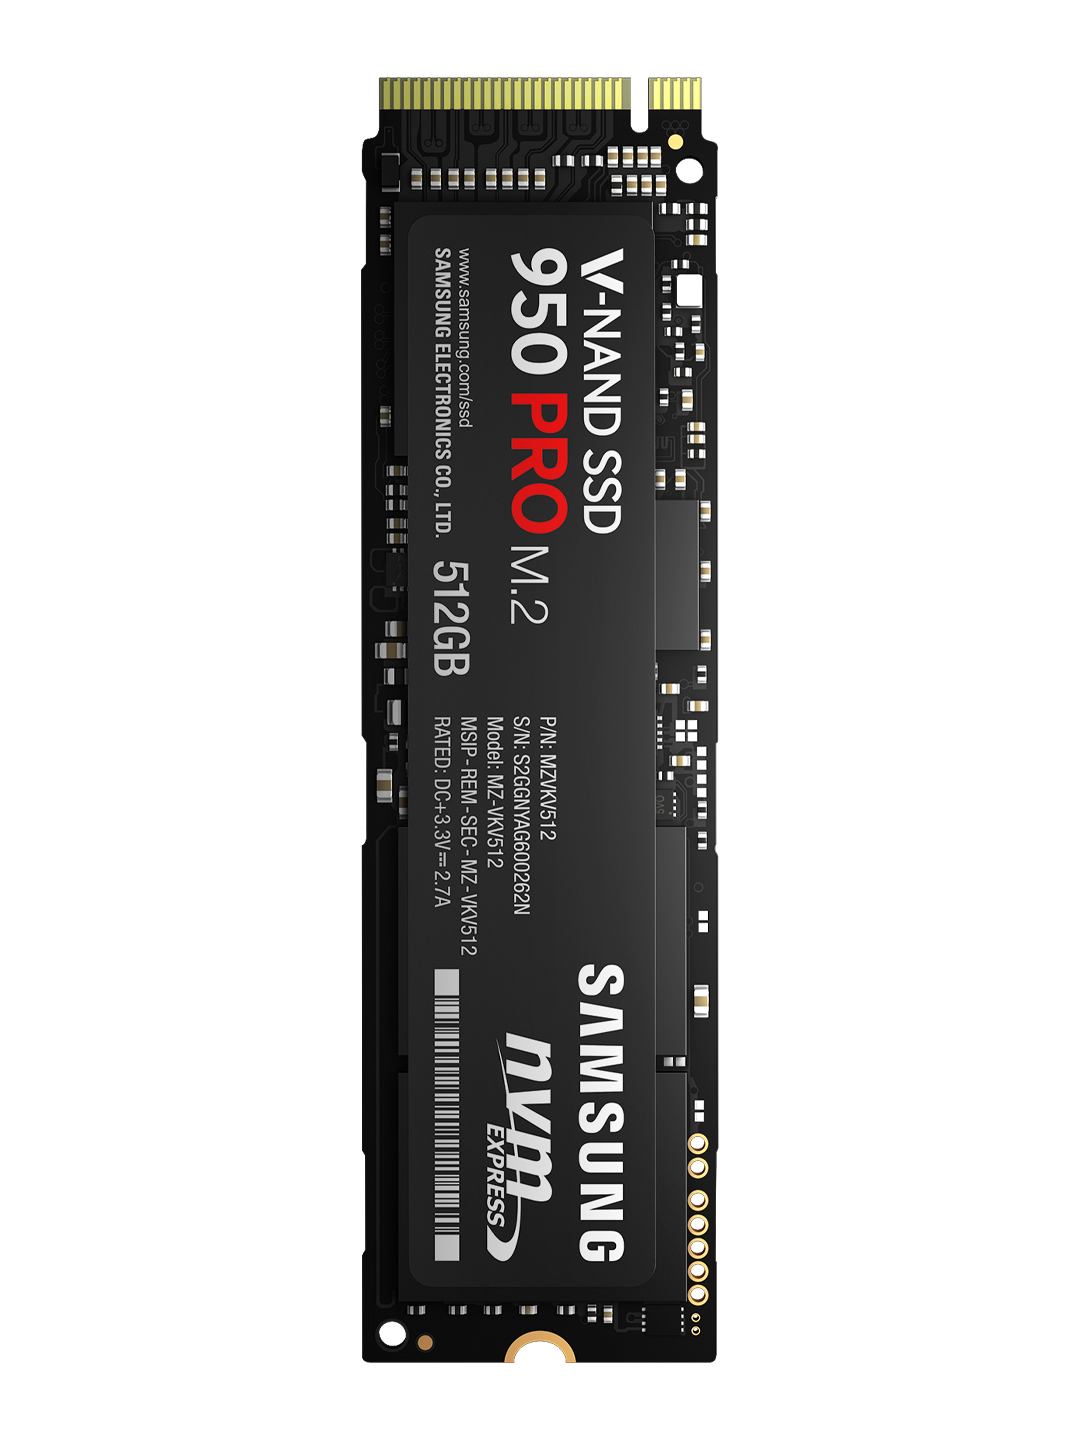 V-NAND SSD
950 PRO M.2
www.samsung.com/ssd
SAMSUNG ELECTRONICS CO., LTD.
512GB
P/N: MZVKV512
S/N: S2GGNYAG600262N
Model: MZ-VKV512
MSIP-REM-SEC-MZ-VKV512
RATED: DC+3.3V⎓2.7A
SAMSUNG
nvm
EXPRESS